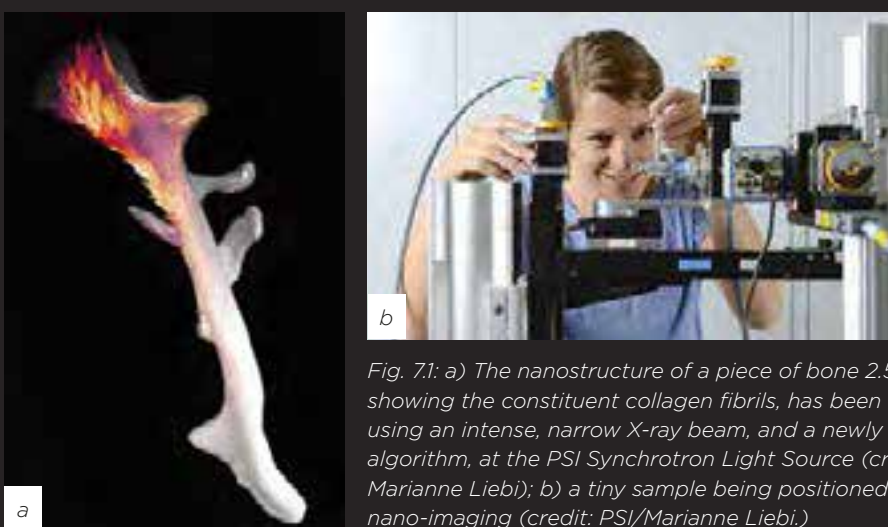 a
b
Fig. 7.1: a) The nanostructure of a piece of bone 2.5
showing the constituent collagen fibrils, has been
using an intense, narrow X-ray beam, and a newly
algorithm, at the PSI Synchrotron Light Source (cr
Marianne Liebi); b) a tiny sample being positioned
nano-imaging (credit: PSI/Marianne Liebi.)